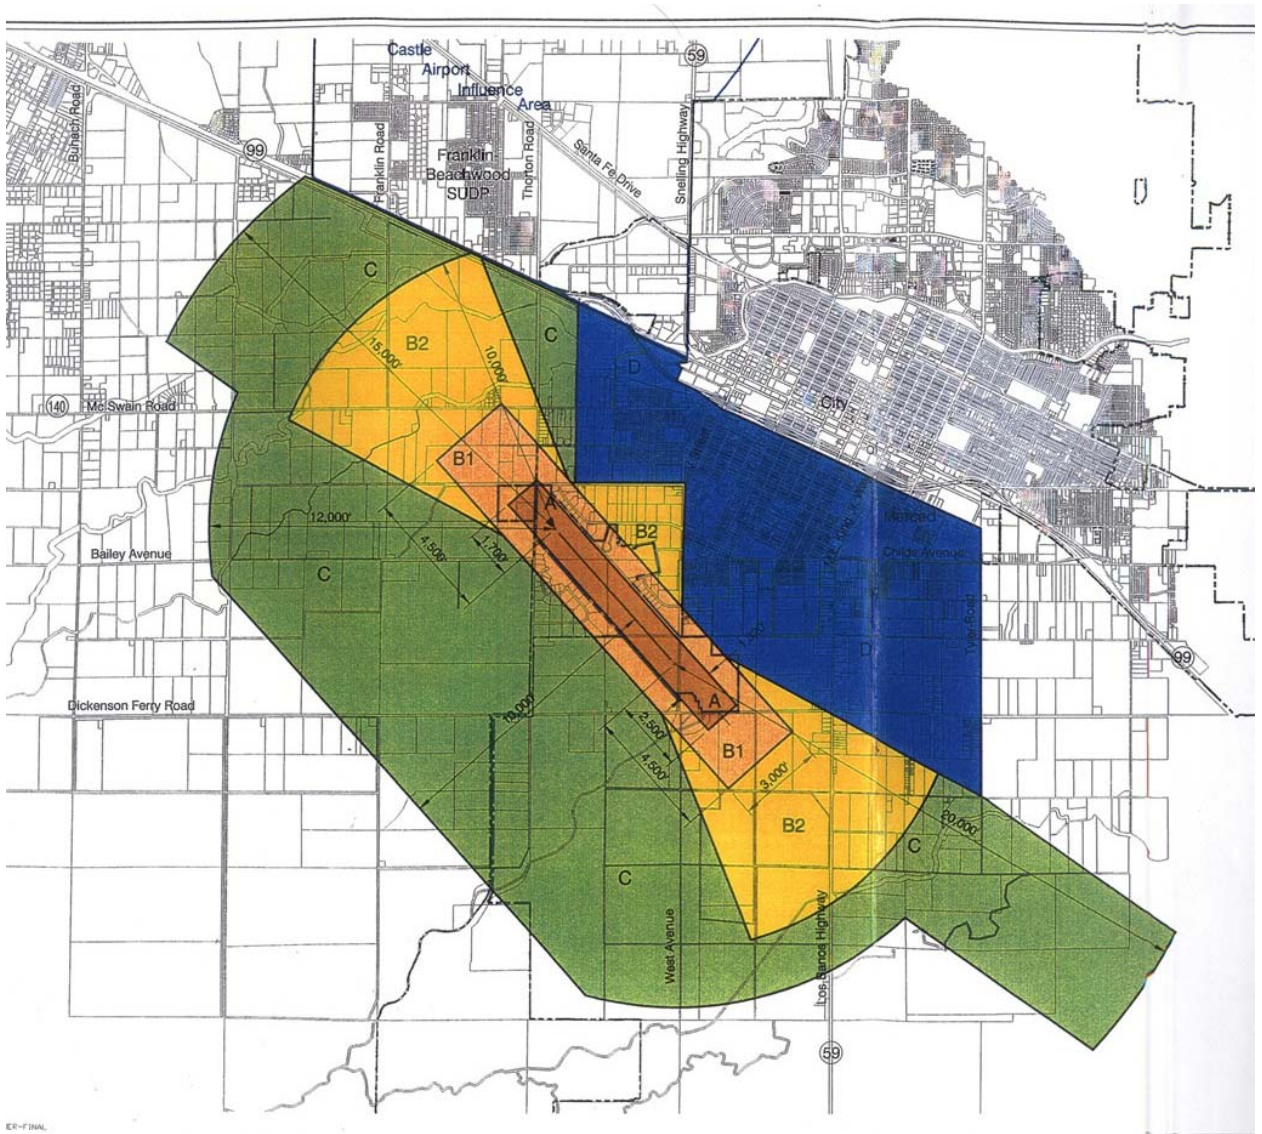 Castle
Airport
Influence
Area
59
Buhach Road
99
Franklin Road
Franklin-
Beachwood
SUDP
Thorton Road
Santa Fe Drive
Snelling Highway
C
C
B2
15,000'
10,000'
D
140
Mc Swain Road
City
B1
V Street
A
12,000'
4,500'
1,700'
B2
Merced
Childs Avenue
Bailey Avenue
C
Tyler Road
D
99
Dickenson Ferry Road
A
2,500'
4,500'
B1
3,000'
B2
20,000'
C
C
West Avenue
Los Banos Highway
59
ER-FINAL